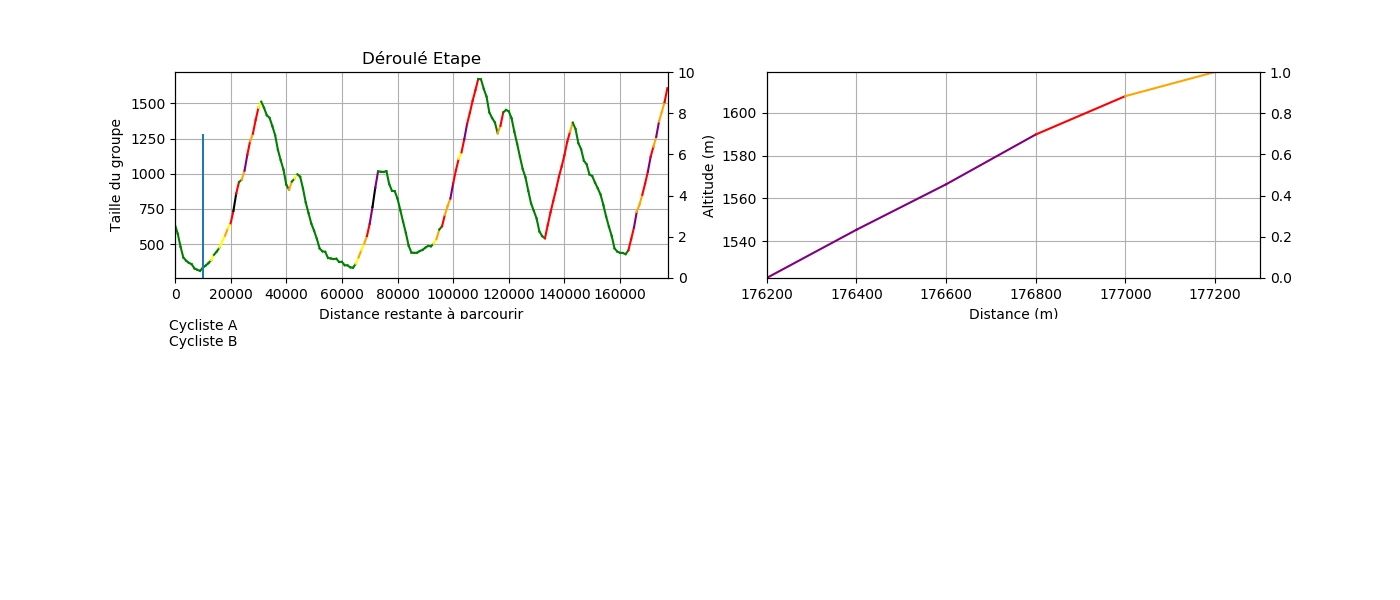 Déroulé Etape
Taille du groupe
1500
1250
1000
750
500
10
8
6
4
2
0
0 20000 40000 60000 80000 100000 120000 140000 160000
Distance restante à parcourir
Cycliste A
Cycliste B
Altitude (m)
1600
1580
1560
1540
1.0
0.8
0.6
0.4
0.2
0.0
176200 176400 176600 176800 177000 177200
Distance (m)